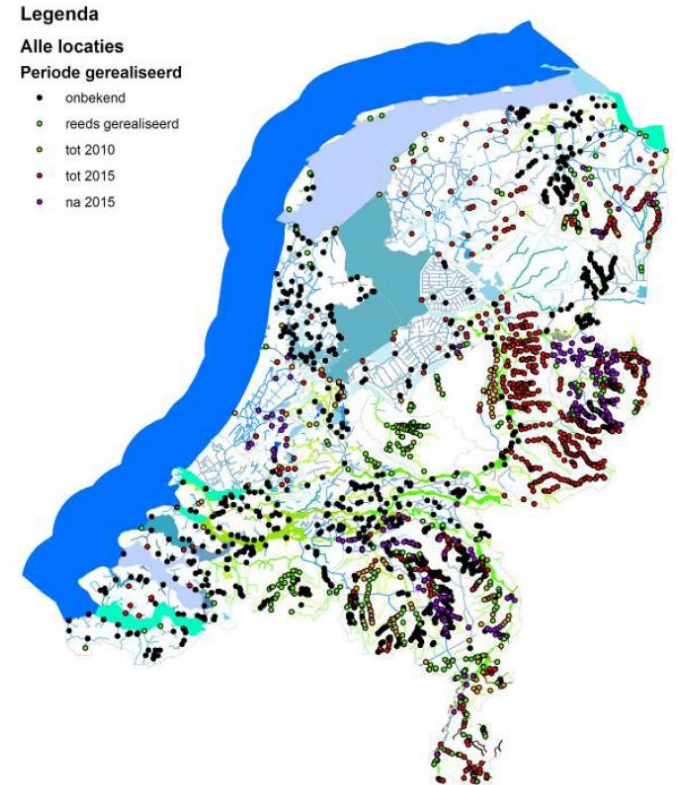 Legenda
Alle locaties
Periode gerealiseerd
onbekend
reeds gerealiseerd
tot 2010
tot 2015
na 2015